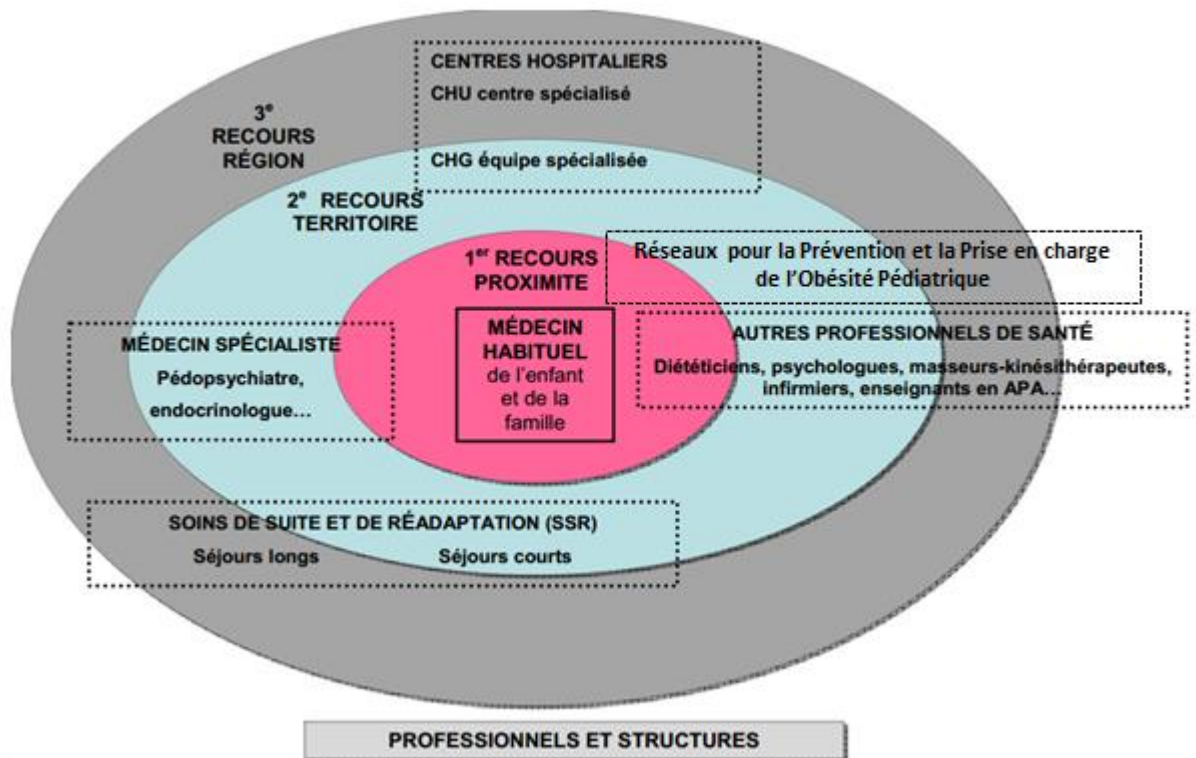 CENTRES HOSPITALIERS
CHU centre spécialisé
CHG équipe spécialisée
3e
RECOURS
RÉGION
2e RECOURS
TERRITOIRE
1er RECOURS
PROXIMITE
Réseaux pour la Prévention et la Prise en charge
de l'Obésité Pédiatrique
MÉDECIN
HABITUEL
de l'enfant
et de la
famille
MÉDECIN SPÉCIALISTE
Pédopsychiatre,
endocrinologue…
AUTRES PROFESSIONNELS DE SANTÉ
Diététiciens, psychologues, masseurs-kinésithérapeutes,
infirmiers, enseignants en APA…
SOINS DE SUITE ET DE RÉADAPTATION (SSR)
Séjours longs Séjours courts
PROFESSIONNELS ET STRUCTURES